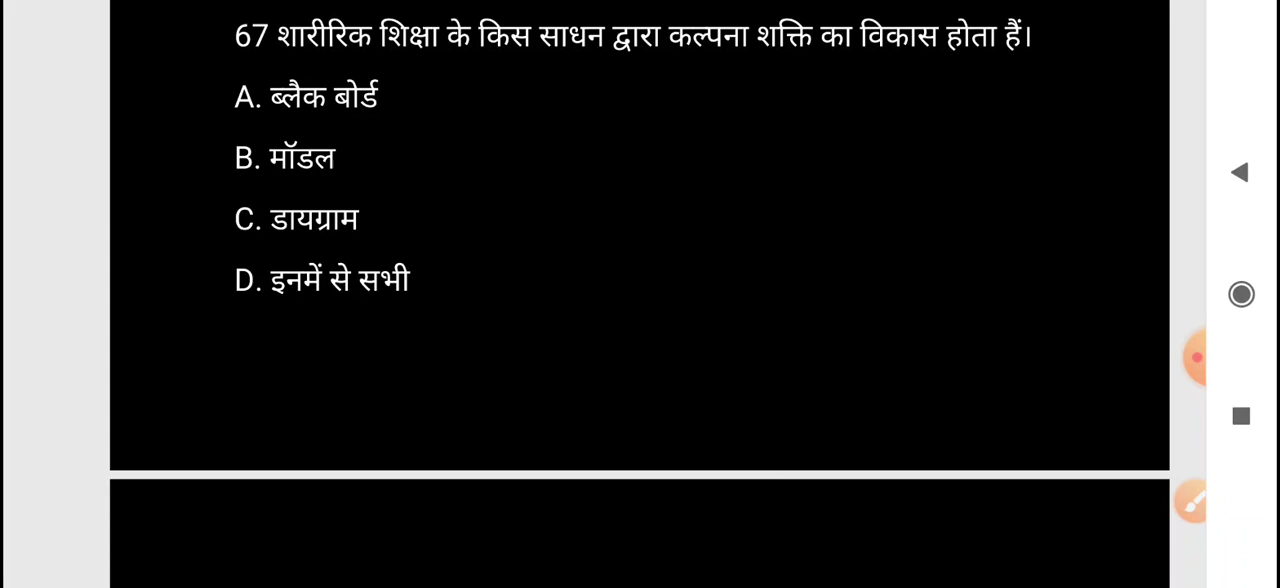 67 शारीरिक शिक्षा के किस साधन द्वारा कल्पना शक्ति का विकास होता हैं।
A. ब्लैक बोर्ड
B. मॉडल
C. डायग्राम
D. इनमें से सभी